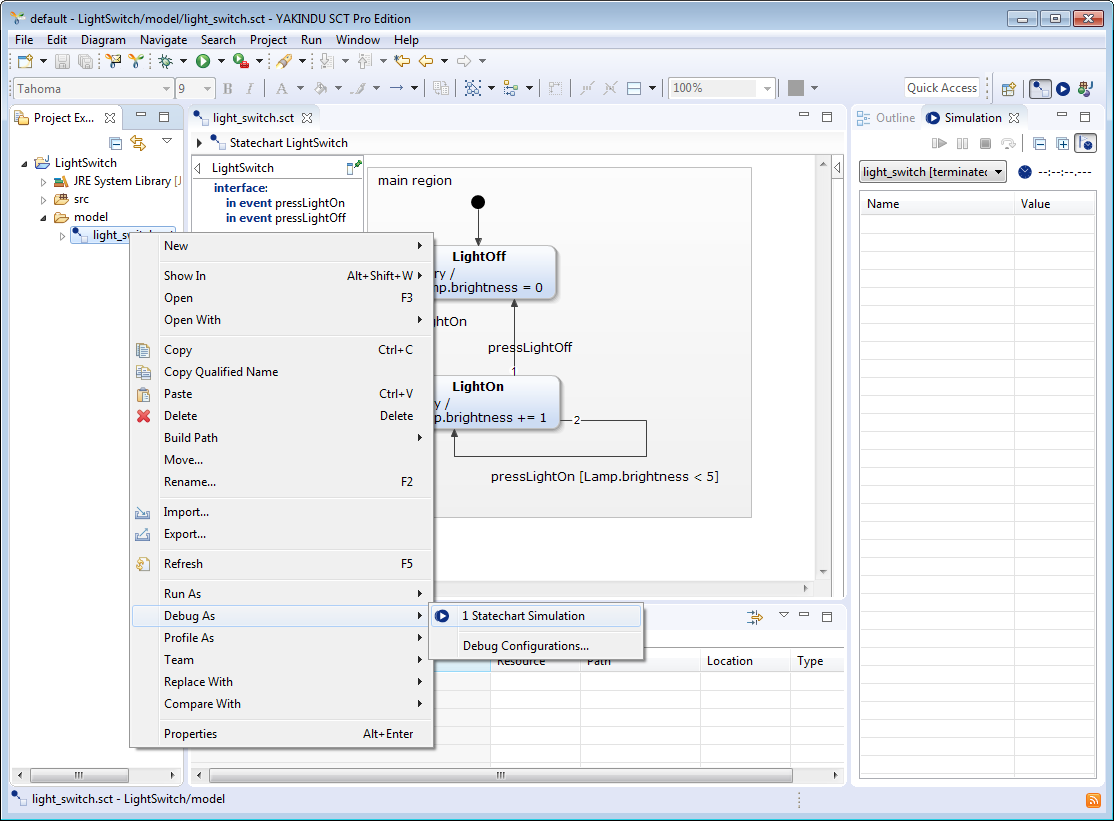 default - LightSwitch/model/light_switch.sct - YAKINDU SCT Pro Edition
File Edit Diagram Navigate Search Project Run Window Help
Tahoma 9 B I A 100% Quick Access
Project Ex...
LightSwitch
JRE System Library [J
src
model
light_s
light_switch.sct
Statechart LightSwitch
LightSwitch
interface:
in event pressLightOn
in event pressLightOff
main region
LightOff
ry /
mp.brightness = 0
htOn
pressLightOff
1
LightOn
y /
p.brightness += 1
2
pressLightOn [Lamp.brightness < 5]
New
Show In Alt+Shift+W
Open F3
Open With
Copy Ctrl+C
Copy Qualified Name
Paste Ctrl+V
Delete Delete
Build Path
Move...
Rename... F2
Import...
Export...
Refresh F5
Run As
Debug As
Profile As
Team
Replace With
Compare With
Properties Alt+Enter
1 Statechart Simulation
Debug Configurations...
Resource Path Location Type
Outline Simulation
light_switch [terminated --:--:--.---
Name Value
light_switch.sct - LightSwitch/model